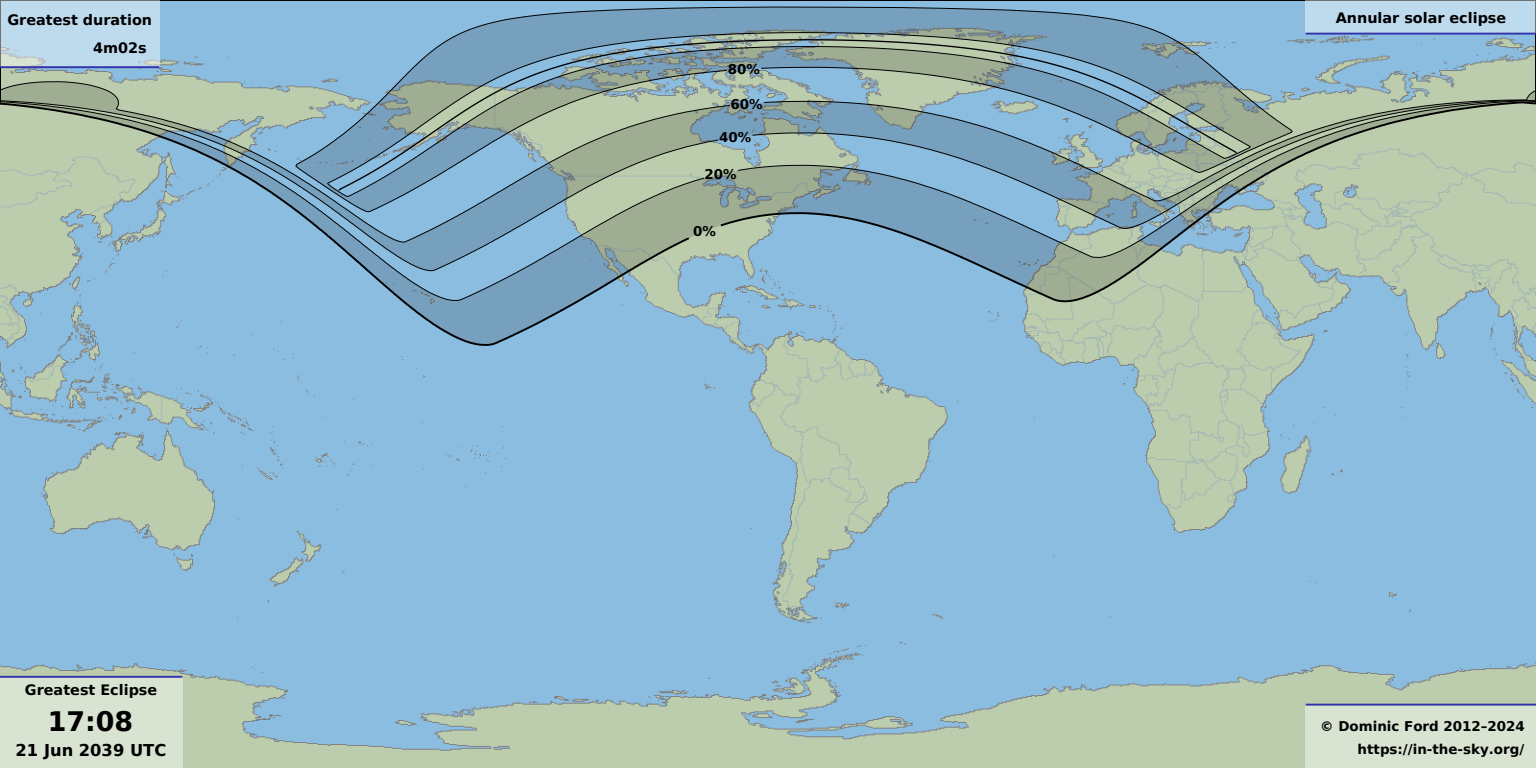 Greatest duration
4m02s
Annular solar eclipse
80%
60%
40%
20%
0%
Greatest Eclipse
17:08
21 Jun 2039 UTC
© Dominic Ford 2012–2024
https://in-the-sky.org/